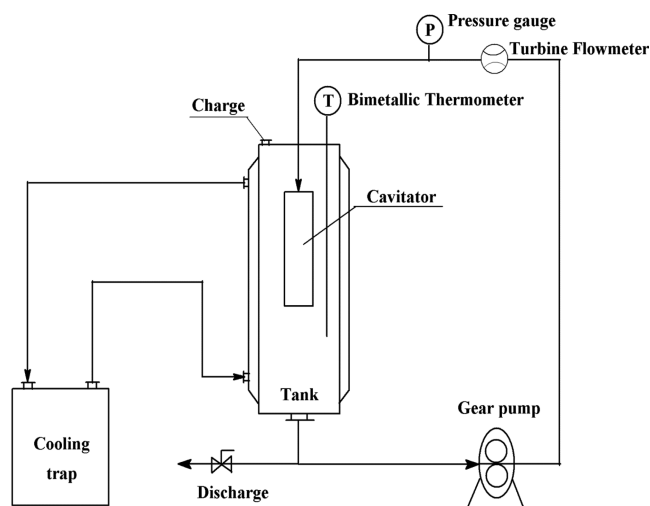 P
Pressure gauge
Turbine Flowmeter
T
Bimetallic Thermometer
Charge
Cavitator
Tank
Gear pump
Cooling
trap
Discharge